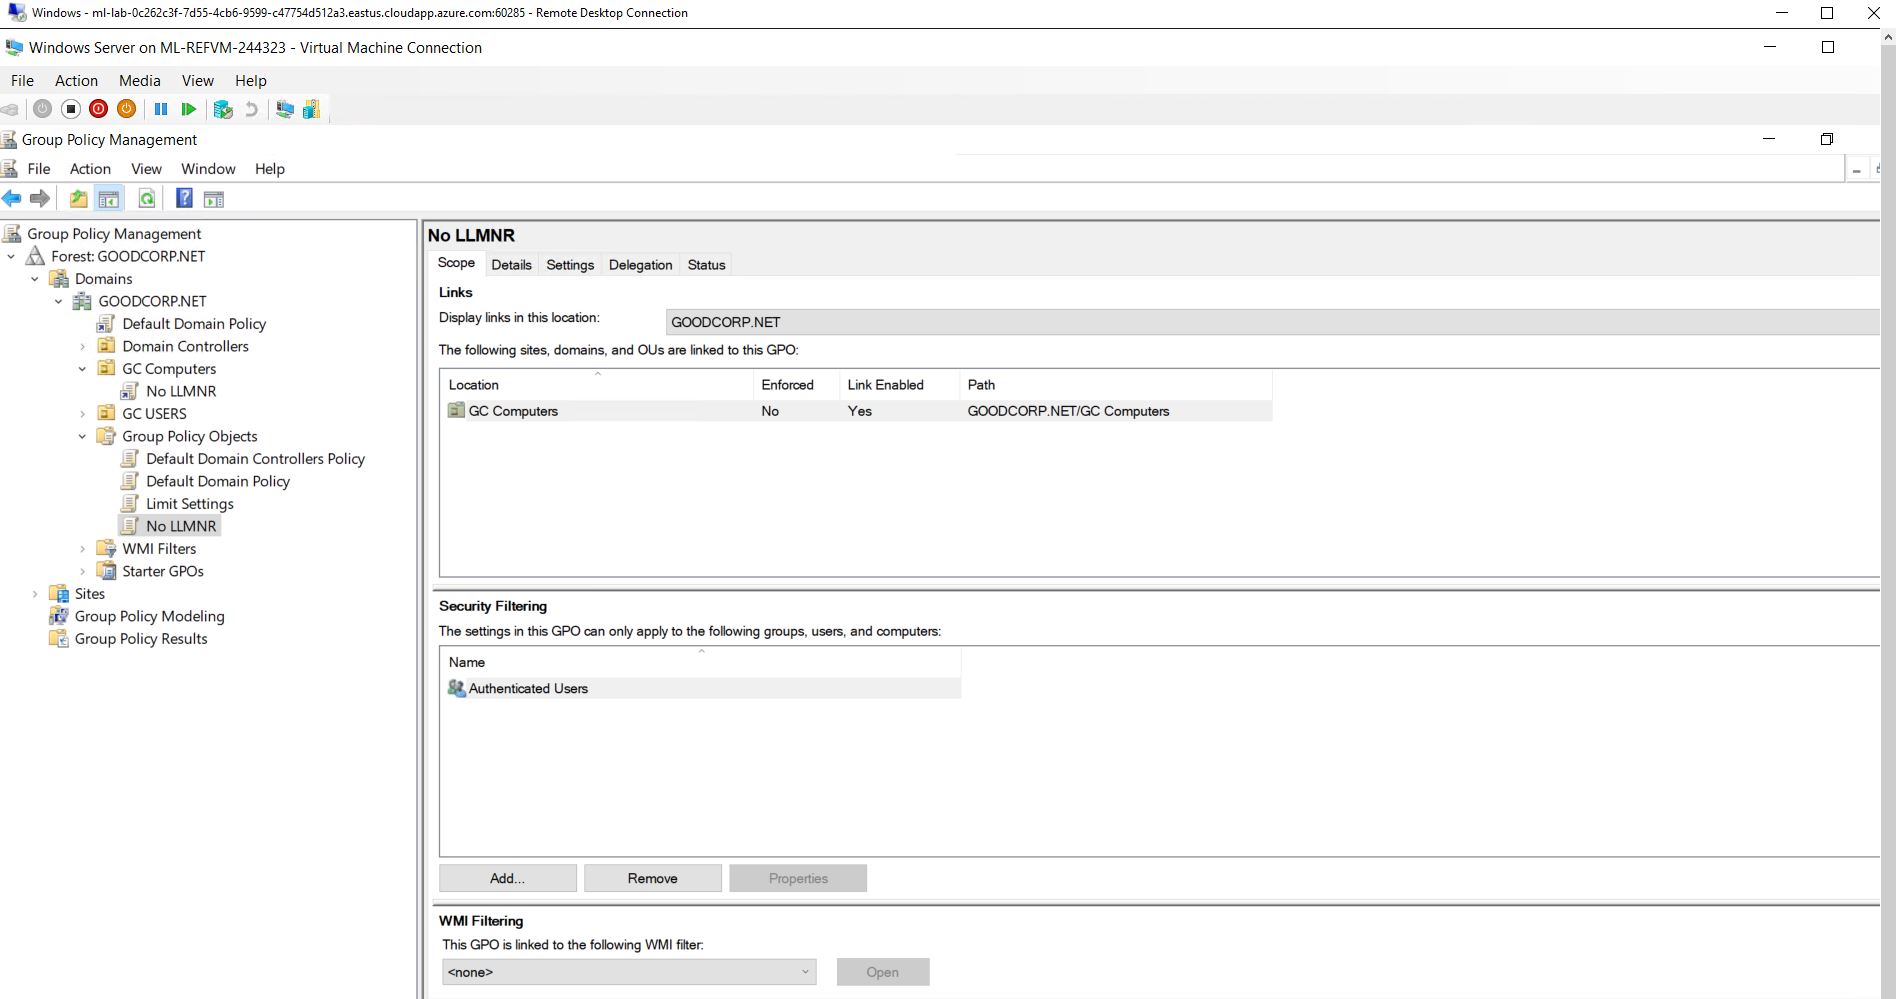 Windows - ml-lab-0c262c3f-7d55-4cb6-9599-c47754d512a3.eastus.cloudapp.azure.com:60285 - Remote Desktop Connection
Windows Server on ML-REFVM-244323 - Virtual Machine Connection
File Action Media View Help
Group Policy Management
File Action View Window Help
Group Policy Management
Forest: GOODCORP.NET
Domains
GOODCORP.NET
Default Domain Policy
Domain Controllers
GC Computers
No LLMNR
GC USERS
Group Policy Objects
Default Domain Controllers Policy
Default Domain Policy
Limit Settings
No LLMNR
WMI Filters
Starter GPOs
Sites
Group Policy Modeling
Group Policy Results
No LLMNR
Scope Details Settings Delegation Status
Links
Display links in this location: GOODCORP.NET
The following sites, domains, and OUs are linked to this GPO:
Location Enforced Link Enabled Path
GC Computers No Yes GOODCORP.NET/GC Computers
Security Filtering
The settings in this GPO can only apply to the following groups, users, and computers:
Name
Authenticated Users
Add... Remove Properties
WMI Filtering
This GPO is linked to the following WMI filter:
<none> Open